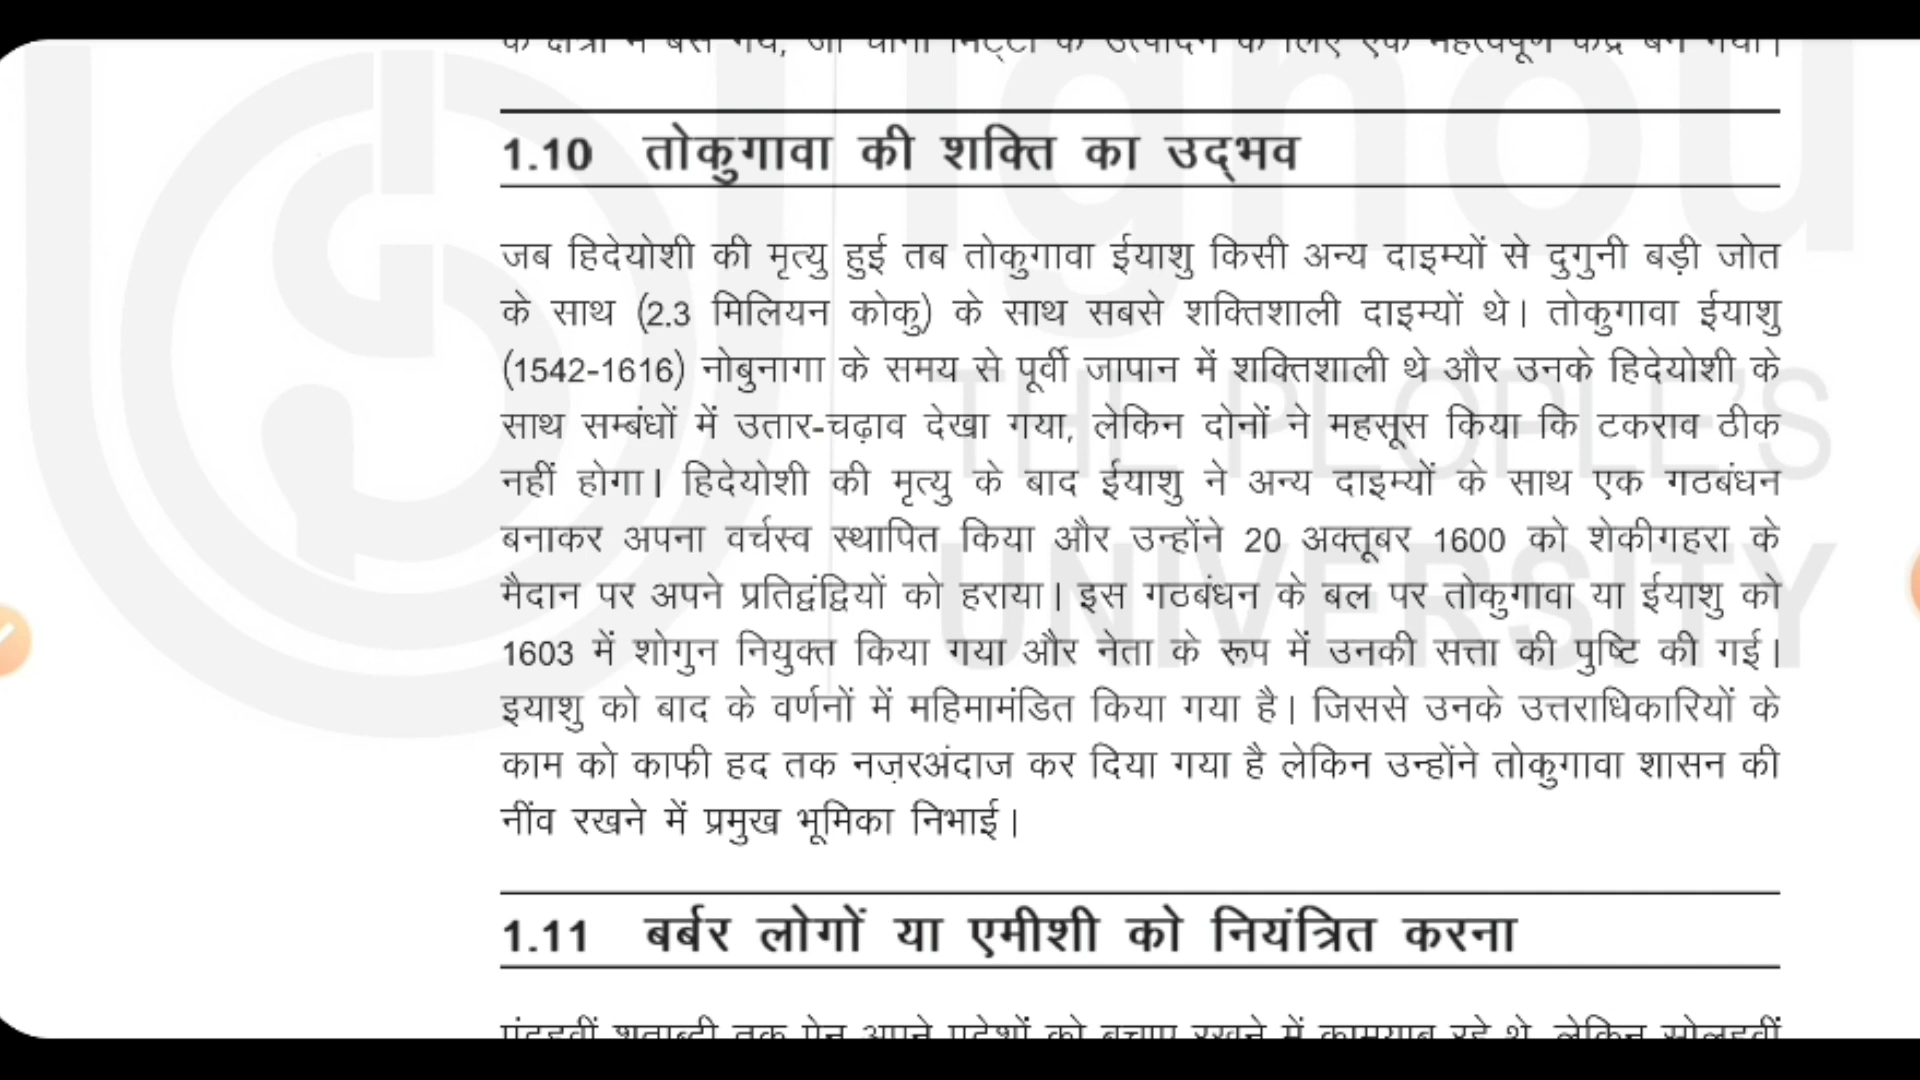 1.10 तोकुगावा की शक्ति का उद्‌भव
जब हिदेयोशी की मृत्यु हुई तब तोकुगावा ईयाशु किसी अन्य दाइम्यों से दुगुनी बड़ी जोत
के साथ (2.3 मिलियन कोकु) के साथ सबसे शक्तिशाली दाइम्यों थे। तोकुगावा ईयाशु
(1542-1616) नोबुनागा के समय से पूर्वी जापान में शक्तिशाली थे और उनके हिदेयोशी के
साथ सम्बंधों में उतार-चढ़ाव देखा गया, लेकिन दोनों ने महसूस किया कि टकराव ठीक
नहीं होगा। हिदेयोशी की मृत्यु के बाद ईयाशु ने अन्य दाइम्यों के साथ एक गठबंधन
बनाकर अपना वर्चस्व स्थापित किया और उन्होंने 20 अक्तूबर 1600 को शेकीगहरा के
मैदान पर अपने प्रतिद्वंद्वियों को हराया। इस गठबंधन के बल पर तोकुगावा या ईयाशु को
1603 में शोगुन नियुक्त किया गया और नेता के रूप में उनकी सत्ता की पुष्टि की गई।
इयाशु को बाद के वर्णनों में महिमामंडित किया गया है। जिससे उनके उत्तराधिकारियों के
काम को काफी हद तक नज़रअंदाज कर दिया गया है लेकिन उन्होंने तोकुगावा शासन की
नींव रखने में प्रमुख भूमिका निभाई।
1.11 बर्बर लोगों या एमीशी को नियंत्रित करना
ignou
THE PEOPLE'S
UNIVERSITY